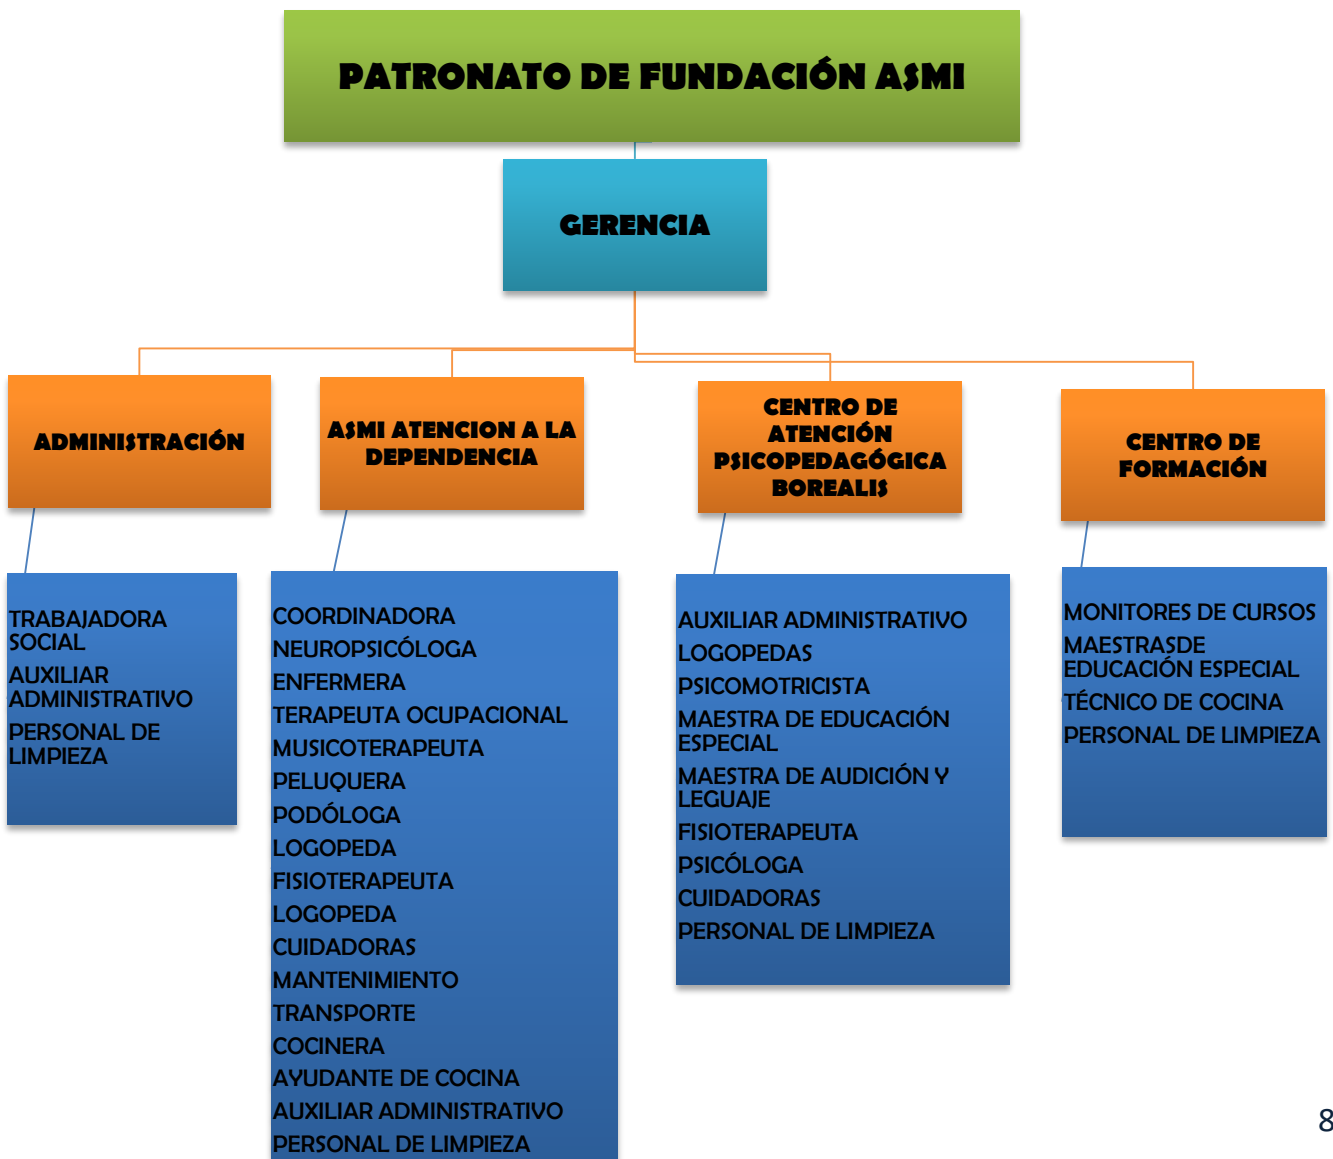 PATRONATO DE FUNDACIÓN ASMI
GERENCIA
ADMINISTRACIÓN
ASMI ATENCION A LA
DEPENDENCIA
CENTRO DE
ATENCIÓN
PSICOPEDAGÓGICA
BOREALIS
CENTRO DE
FORMACIÓN
TRABAJADORA
SOCIAL
AUXILIAR
ADMINISTRATIVO
PERSONAL DE
LIMPIEZA
COORDINADORA
NEUROPSICÓLOGA
ENFERMERA
TERAPEUTA OCUPACIONAL
MUSICOTERAPEUTA
PELUQUERA
PODÓLOGA
LOGOPEDA
FISIOTERAPEUTA
LOGOPEDA
CUIDADORAS
MANTENIMIENTO
TRANSPORTE
COCINERA
AYUDANTE DE COCINA
AUXILIAR ADMINISTRATIVO
PERSONAL DE LIMPIEZA
AUXILIAR ADMINISTRATIVO
LOGOPEDAS
PSICOMOTRICISTA
MAESTRA DE EDUCACIÓN
ESPECIAL
MAESTRA DE AUDICIÓN Y
LEGUAJE
FISIOTERAPEUTA
PSICÓLOGA
CUIDADORAS
PERSONAL DE LIMPIEZA
MONITORES DE CURSOS
MAESTRASDE
EDUCACIÓN ESPECIAL
TÉCNICO DE COCINA
PERSONAL DE LIMPIEZA
8